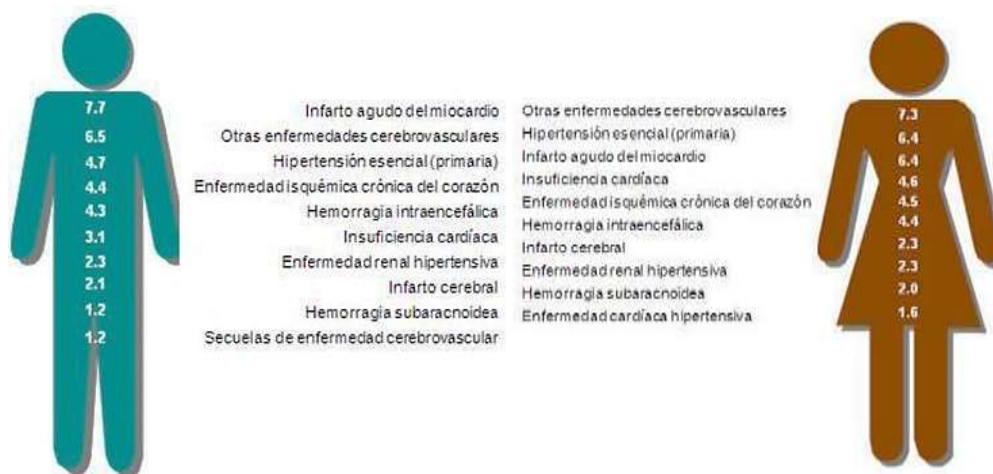 7.7
6.5
4.7
4.4
4.3
3.1
2.3
2.1
1.2
1.2
Infarto agudo del miocardio
Otras enfermedades cerebrovasculares
Hipertensión esencial (primaria)
Enfermedad isquémica crónica del corazón
Hemorragia intraencefálica
Insuficiencia cardíaca
Enfermedad renal hipertensiva
Infarto cerebral
Hemorragia subaracnoidea
Secuelas de enfermedad cerebrovascular
Otras enfermedades cerebrovasculares
Hipertensión esencial (primaria)
Infarto agudo del miocardio
Insuficiencia cardíaca
Enfermedad isquémica crónica del corazón
Hemorragia intraencefálica
Infarto cerebral
Enfermedad renal hipertensiva
Hemorragia subaracnoidea
Enfermedad cardíaca hipertensiva
7.3
6.4
6.4
4.6
4.5
4.4
2.3
2.3
2.0
1.6